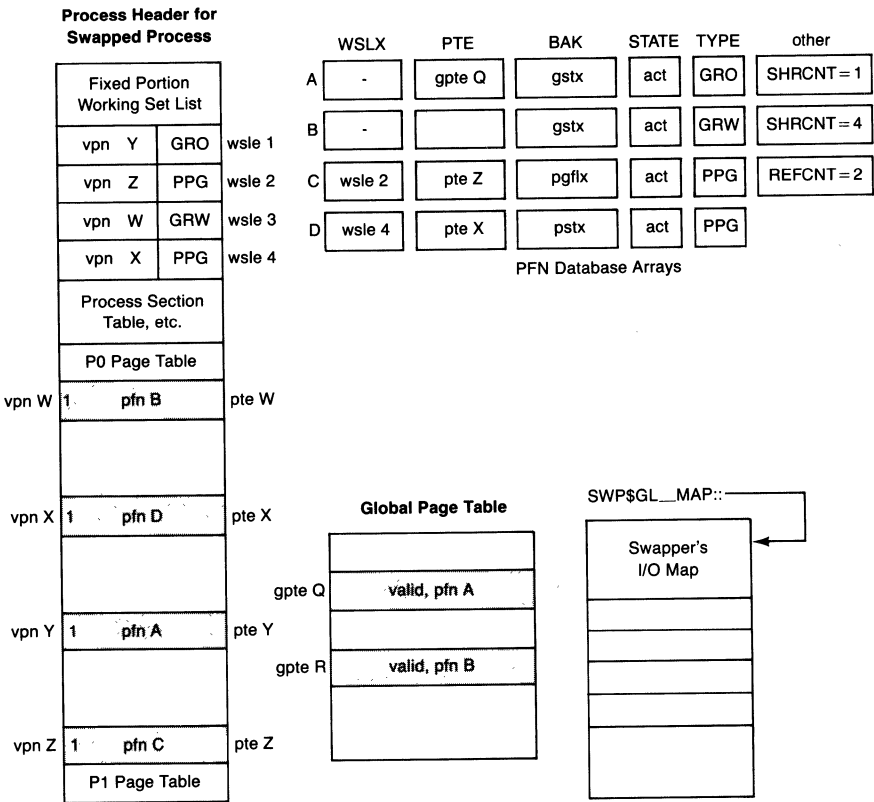 Process Header for
Swapped Process
Fixed Portion
Working Set List
vpn Y GRO wsle 1
vpn Z PPG wsle 2
vpn W GRW wsle 3
vpn X PPG wsle 4
Process Section
Table, etc.
P0 Page Table
vpn W 1 pfn B pte W
vpn X 1 pfn D pte X
vpn Y 1 pfn A pte Y
vpn Z 1 pfn C pte Z
P1 Page Table
WSLX PTE BAK STATE TYPE other
A - gpte Q gstx act GRO SHRCNT=1
B - gstx act GRW SHRCNT=4
C wsle 2 pte Z pgflx act PPG REFCNT=2
D wsle 4 pte X pstx act PPG
PFN Database Arrays
Global Page Table
gpte Q valid, pfn A
gpte R valid, pfn B
SWP$GL__MAP::
Swapper's
I/O Map